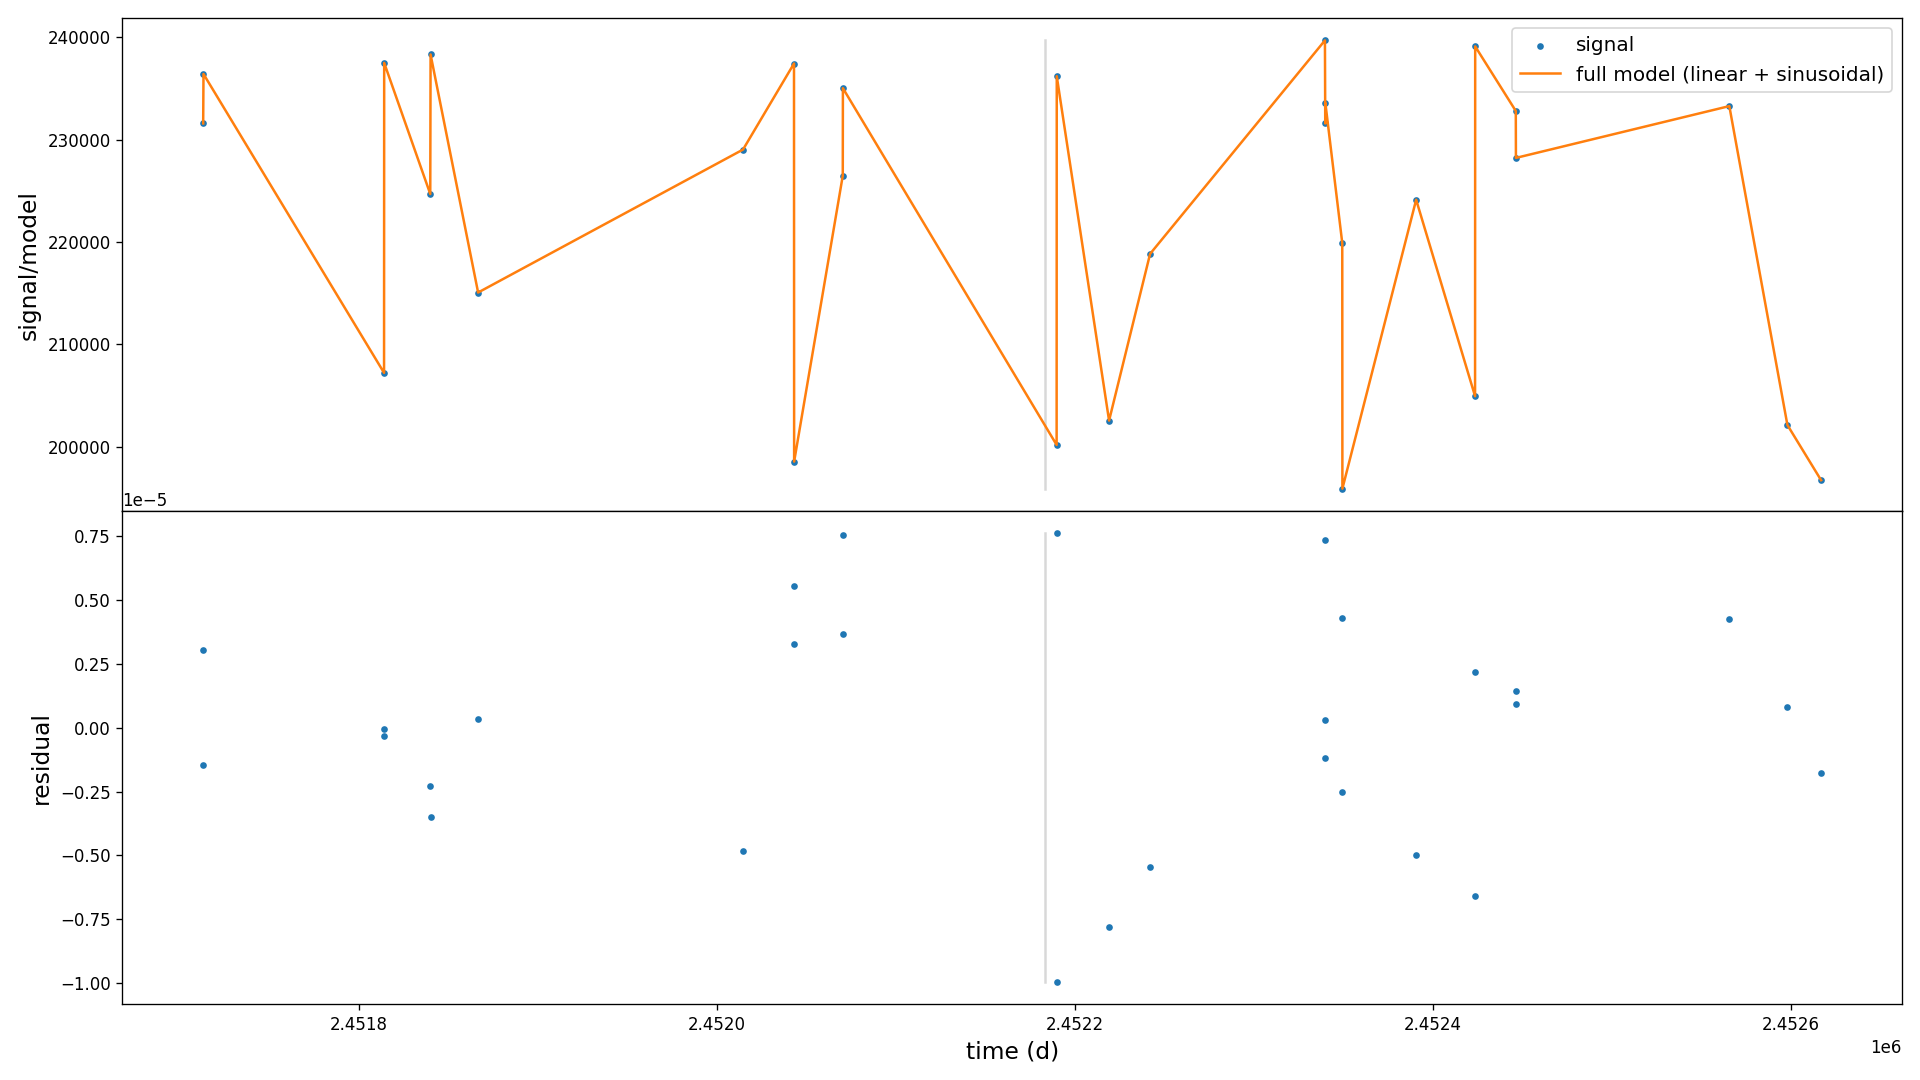 240000
230000
220000
210000
200000
signal/model
signal
full model (linear + sinusoidal)
1e−5
0.75
0.50
0.25
0.00
−0.25
−0.50
−0.75
−1.00
residual
2.4518
2.4520
2.4522
2.4524
2.4526
time (d)
1e6